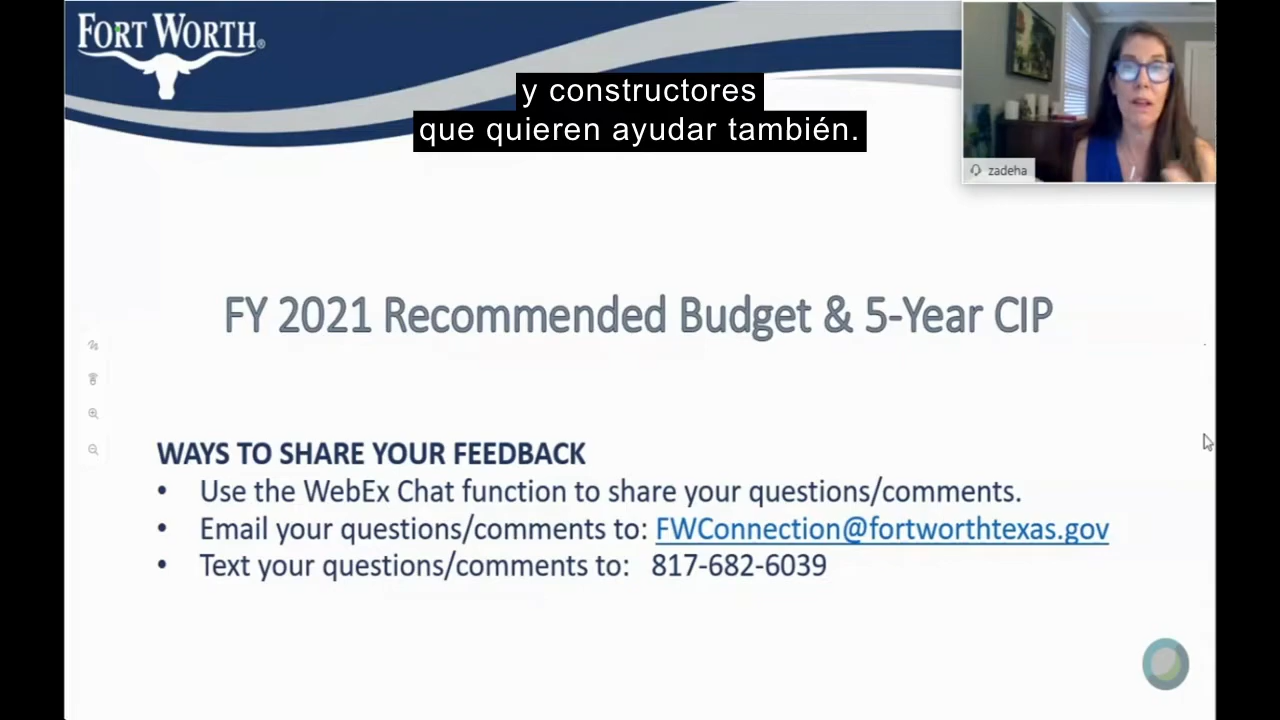 FORT WORTH®
y constructores
que quieren ayudar también.
zadeha
FY 2021 Recommended Budget & 5-Year CIP
WAYS TO SHARE YOUR FEEDBACK
• Use the WebEx Chat function to share your questions/comments.
• Email your questions/comments to: FWConnection@fortworthtexas.gov
• Text your questions/comments to: 817-682-6039